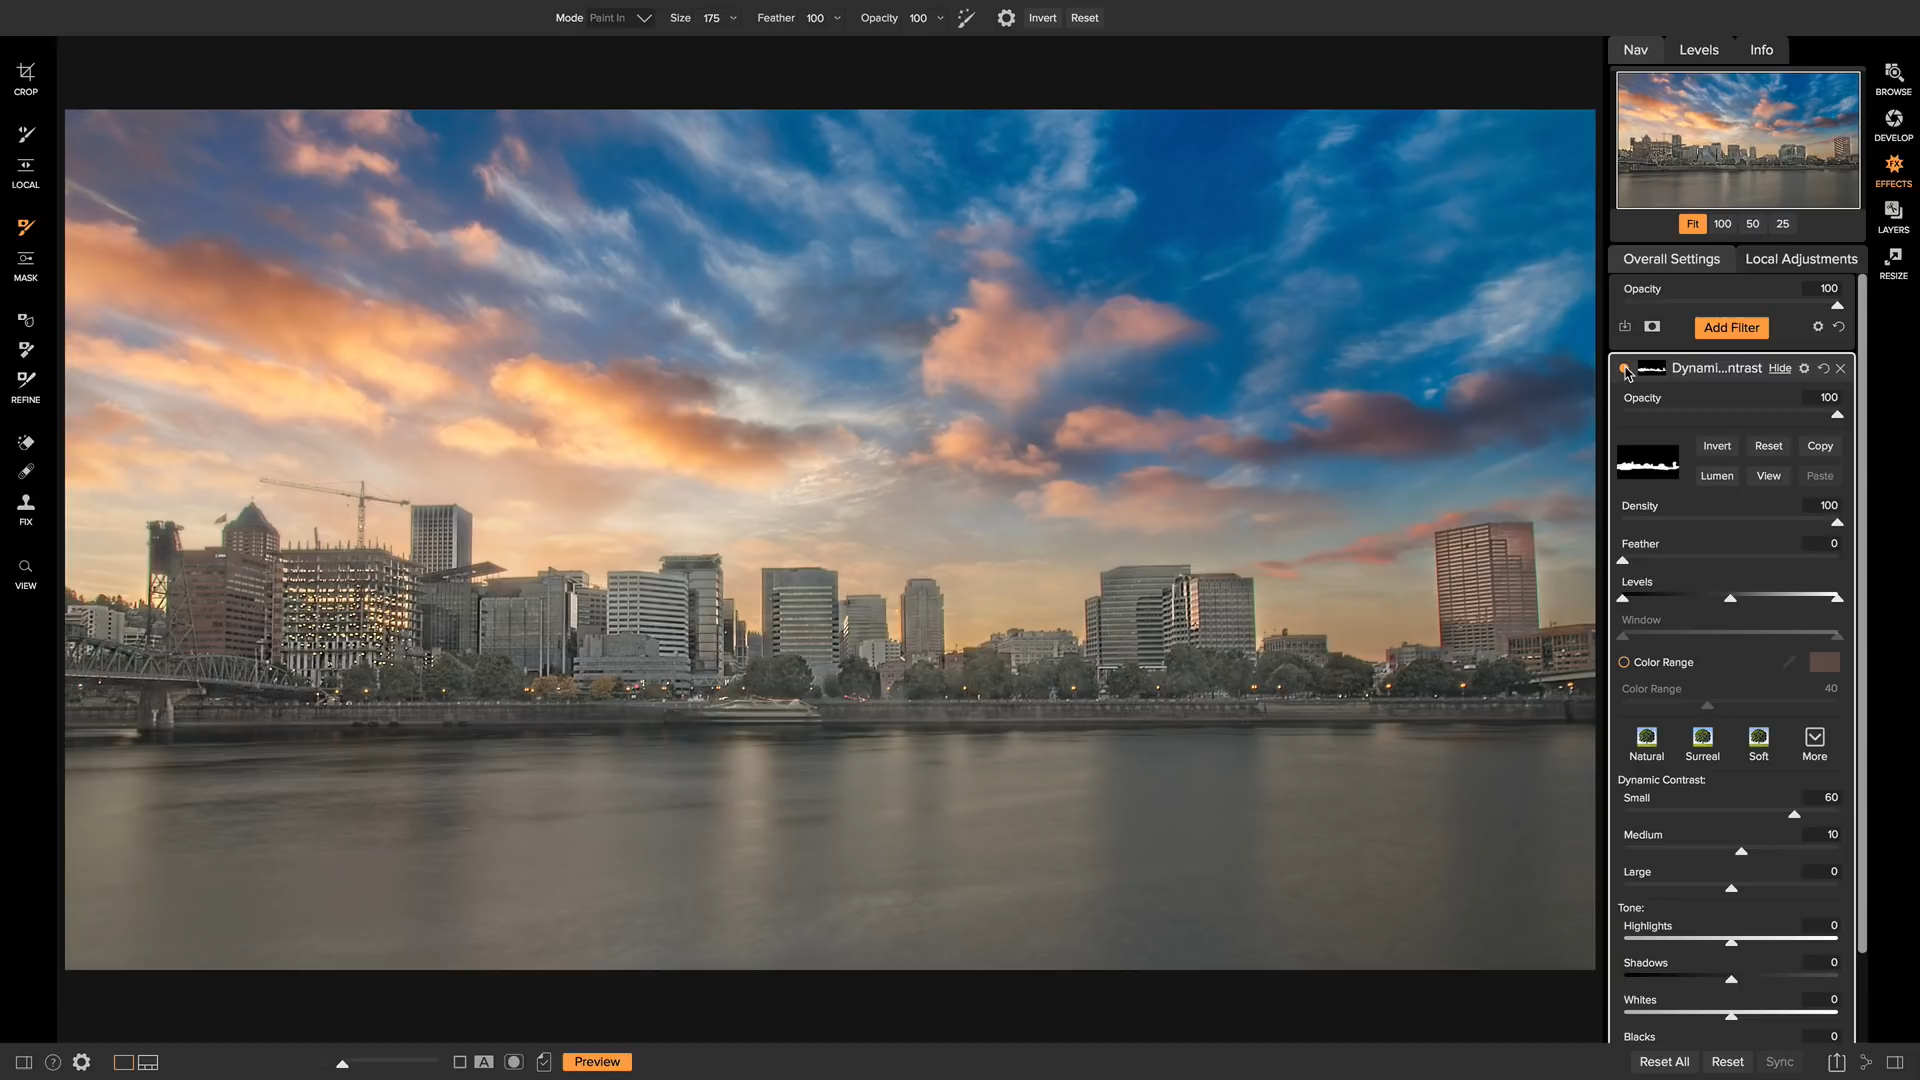 Mode Paint In Size 175 Feather 100 Opacity 100 Invert Reset
Nav Levels Info
CROP
LOCAL
MASK
REFINE
FIX
VIEW
BROWSE
DEVELOP
FX
EFFECTS
LAYERS
RESIZE
Fit 100 50 25
Overall Settings Local Adjustments
Opacity 100
Add Filter
Dynami...ntrast Hide
Opacity 100
Invert Reset Copy
Lumen View Paste
Density 100
Feather 0
Levels
Window
Color Range
Color Range 40
Natural Surreal Soft More
Dynamic Contrast:
Small 60
Medium 10
Large 0
Tone:
Highlights 0
Shadows 0
Whites 0
Blacks 0
? A Preview
Reset All Reset Sync